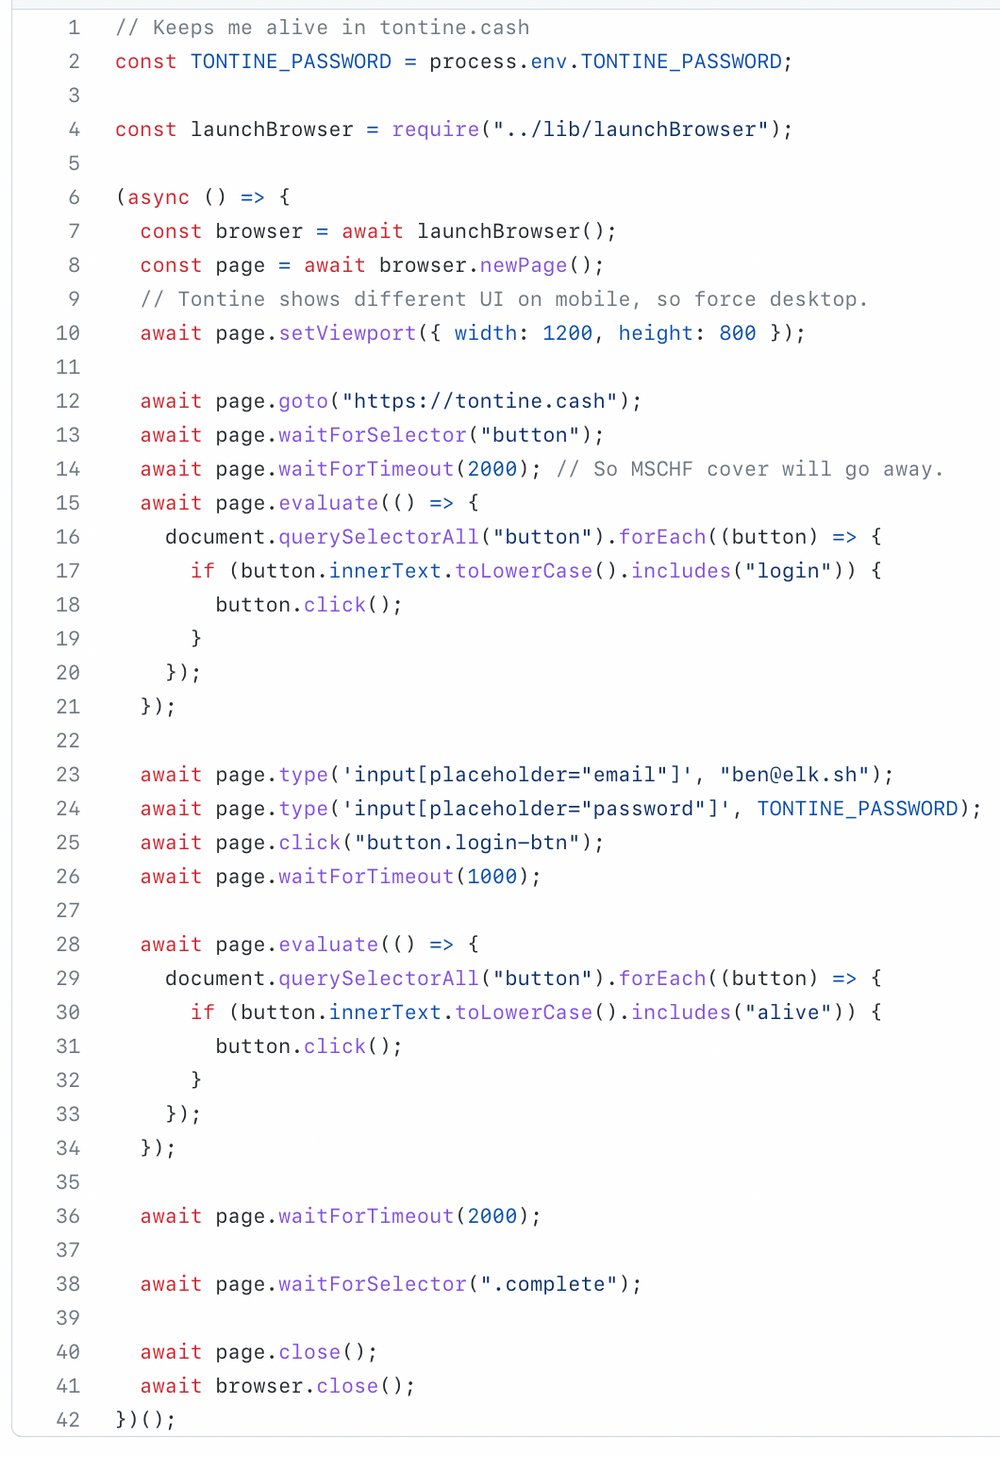 1 // Keeps me alive in tontine.cash
2 const TONTINE_PASSWORD = process.env.TONTINE_PASSWORD;
3
4 const launchBrowser = require("../lib/launchBrowser");
5
6 (async () => {
7   const browser = await launchBrowser();
8   const page = await browser.newPage();
9   // Tontine shows different UI on mobile, so force desktop.
10   await page.setViewport({ width: 1200, height: 800 });
11
12   await page.goto("https://tontine.cash");
13   await page.waitForSelector("button");
14   await page.waitForTimeout(2000); // So MSCHF cover will go away.
15   await page.evaluate(() => {
16     document.querySelectorAll("button").forEach((button) => {
17       if (button.innerText.toLowerCase().includes("login")) {
18         button.click();
19       }
20     });
21   });
22
23   await page.type('input[placeholder="email"]', "ben@elk.sh");
24   await page.type('input[placeholder="password"]', TONTINE_PASSWORD);
25   await page.click("button.login-btn");
26   await page.waitForTimeout(1000);
27
28   await page.evaluate(() => {
29     document.querySelectorAll("button").forEach((button) => {
30       if (button.innerText.toLowerCase().includes("alive")) {
31         button.click();
32       }
33     });
34   });
35
36   await page.waitForTimeout(2000);
37
38   await page.waitForSelector(".complete");
39
40   await page.close();
41   await browser.close();
42 })();